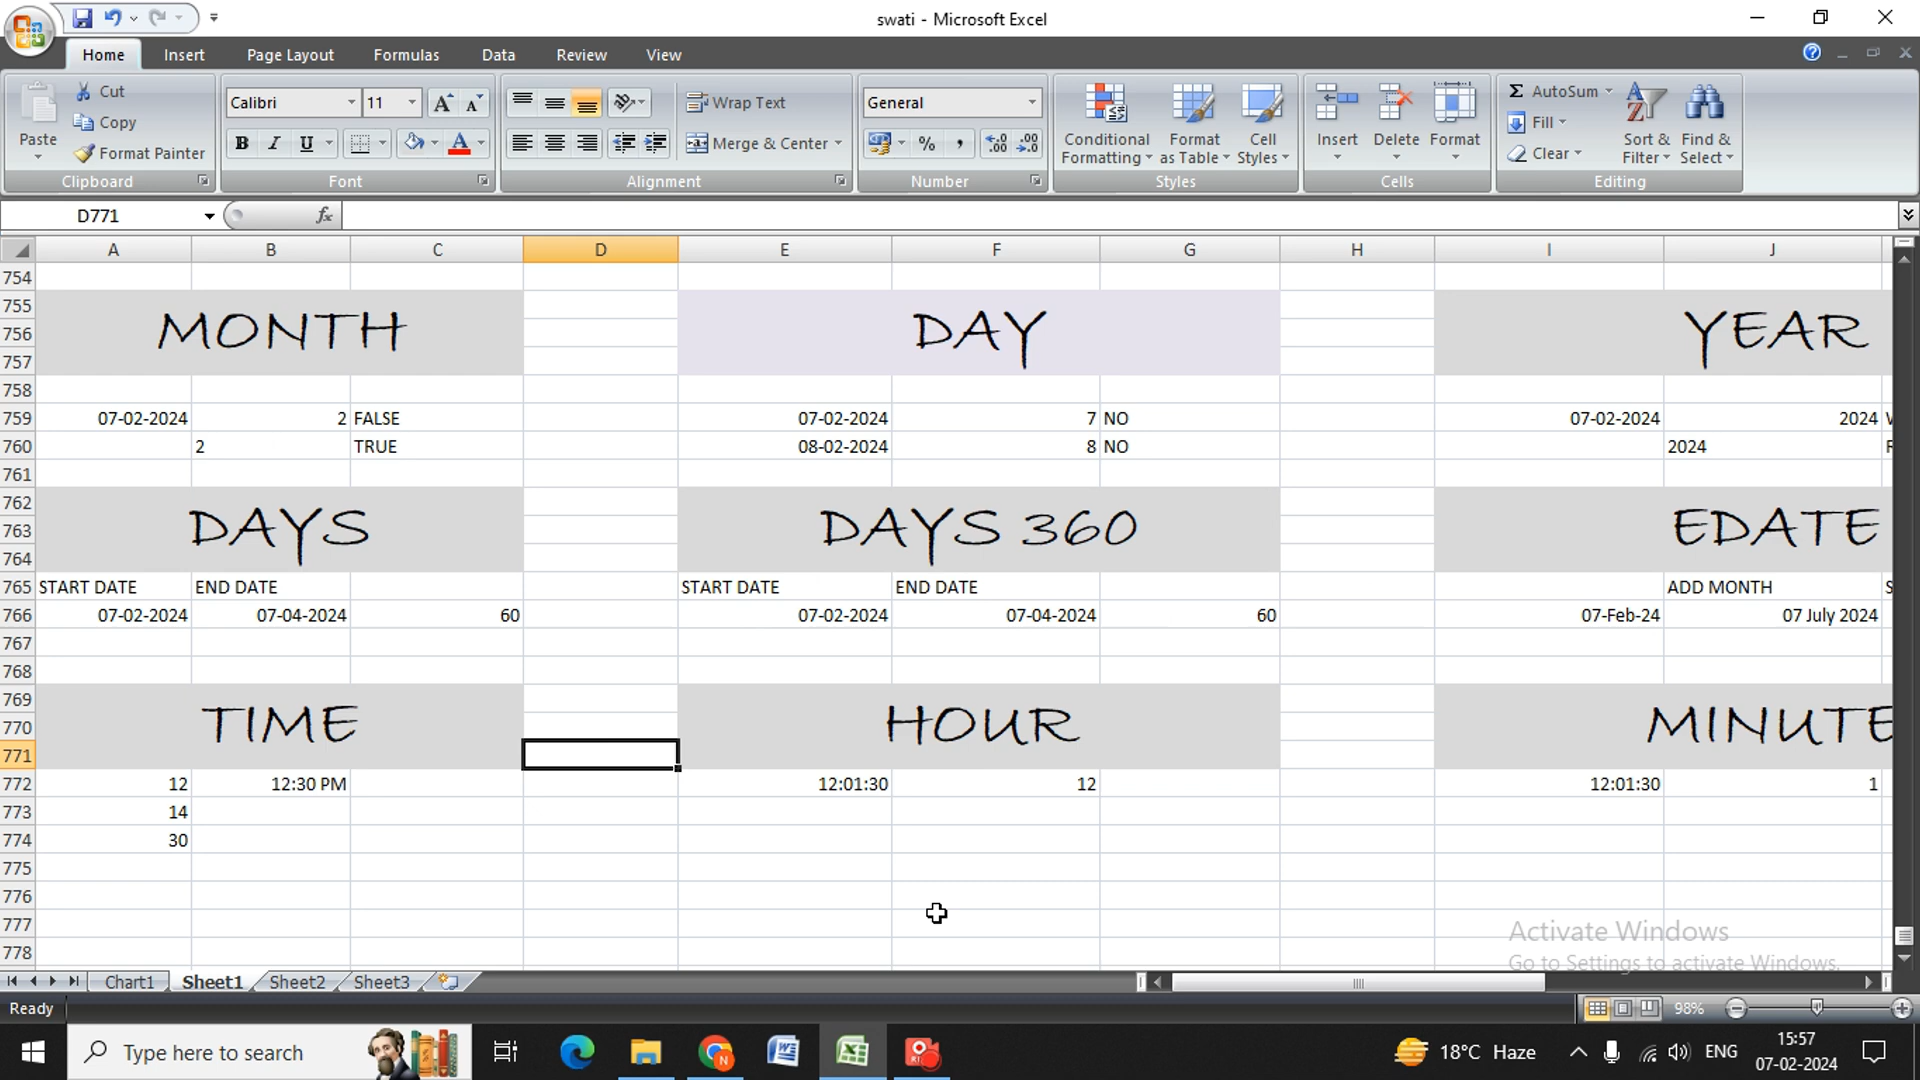 swati - Microsoft Excel
Home Insert Page Layout Formulas Data Review View
Paste Cut Copy Format Painter Clipboard
Calibri 11 B I U Font
Wrap Text Merge & Center Alignment
General % , Number
Conditional Formatting Format as Table Cell Styles Styles
Insert Delete Format Cells
Σ AutoSum Fill Clear Sort & Filter Find & Select Editing
D771 fx
A B C D E F G H I J
754
755
756 MONTH DAY YEAR
757
758
759 07-02-2024 2 FALSE 07-02-2024 7 NO 07-02-2024 2024
760 2 TRUE 08-02-2024 8 NO 2024
761
762
763 DAYS DAYS 360 EDATE
764
765 START DATE END DATE START DATE END DATE ADD MONTH
766 07-02-2024 07-04-2024 60 07-02-2024 07-04-2024 60 07-Feb-24 07 July 2024
767
768
769
770 TIME HOUR MINUTE
771
772 12 12:30 PM 12:01:30 12 12:01:30 1
773 14
774 30
775
776
777
778
Activate Windows
Go to Settings to activate Windows.
Chart1 Sheet1 Sheet2 Sheet3
Ready 98%
Type here to search 18°C Haze ENG 15:57
07-02-2024